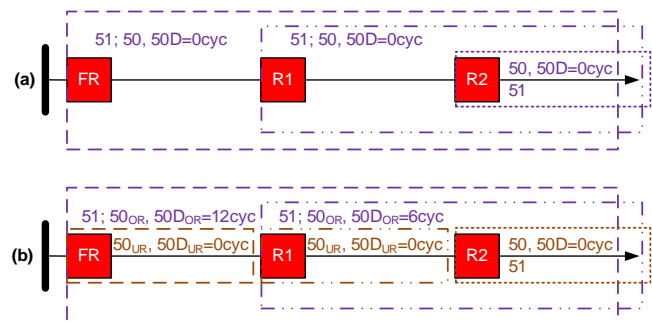 51; 50, 50D=0cyc 51; 50, 50D=0cyc
(a) FR R1 R2 50, 50D=0cyc
51
51; 50OR, 50DOR=12cyc 51; 50OR, 50DOR=6cyc
(b) FR 50UR, 50DUR=0cyc R1 50UR, 50DUR=0cyc R2 50, 50D=0cyc
51